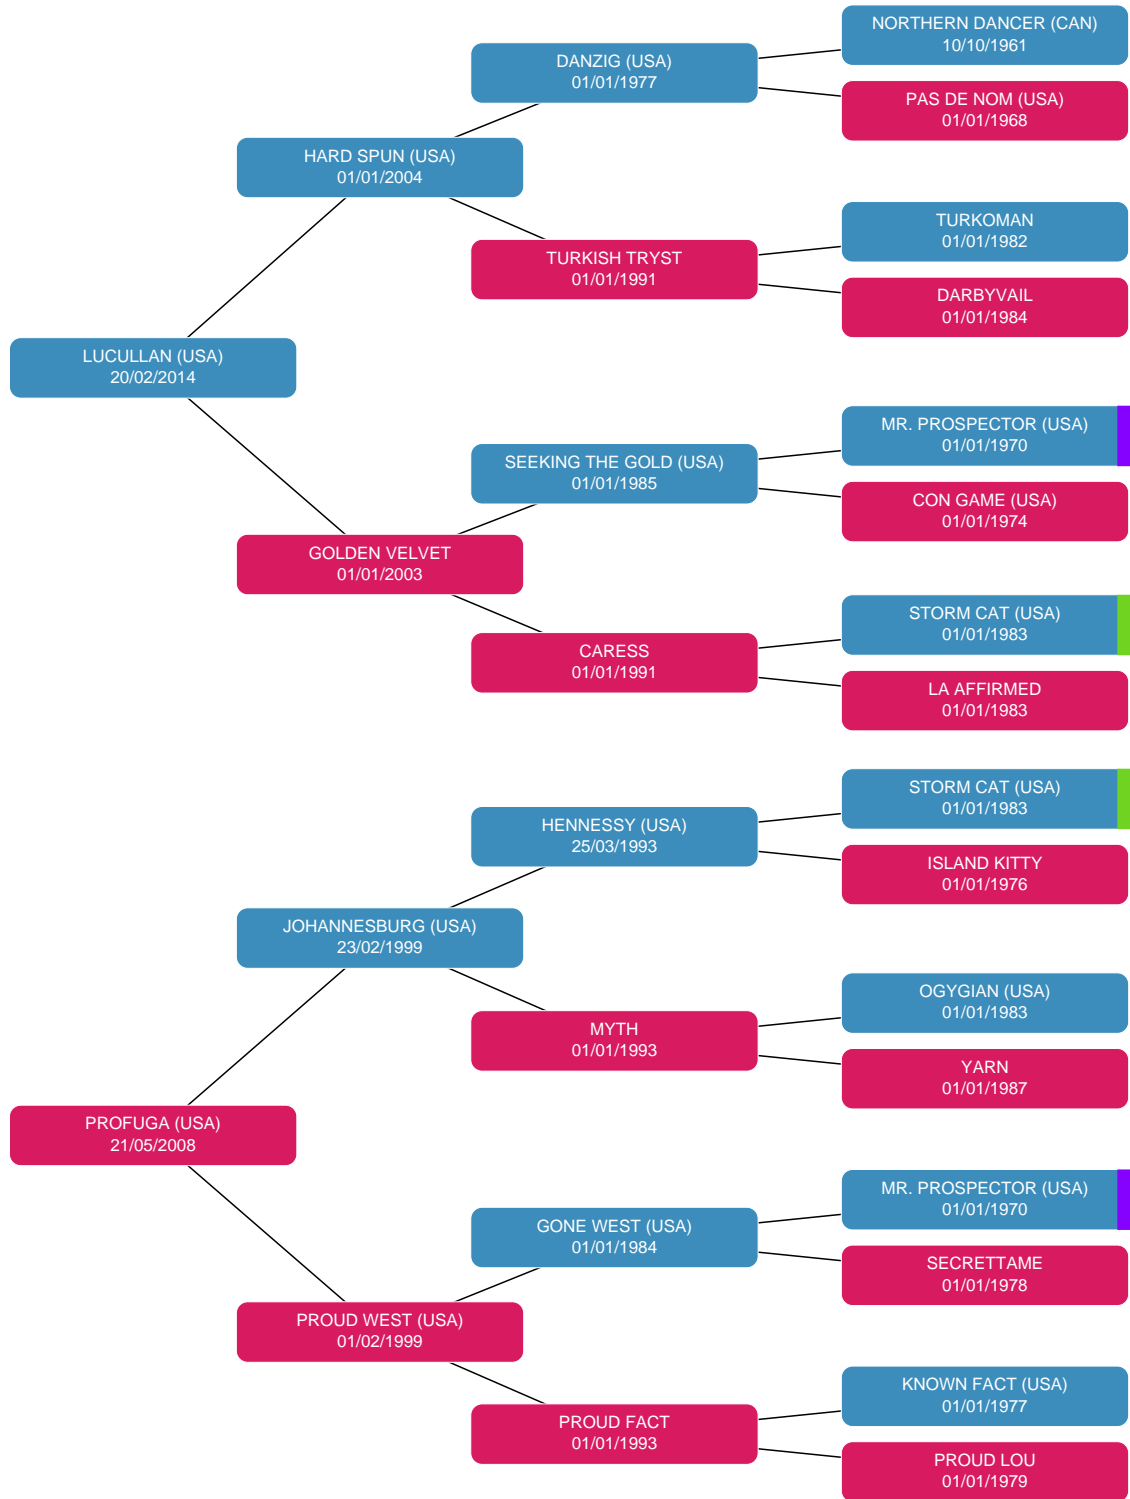 NORTHERN DANCER (CAN)
10/10/1961
DANZIG (USA)
01/01/1977
PAS DE NOM (USA)
01/01/1968
HARD SPUN (USA)
01/01/2004
TURKOMAN
01/01/1982
TURKISH TRYST
01/01/1991
DARBYVAIL
01/01/1984
LUCULLAN (USA)
20/02/2014
MR. PROSPECTOR (USA)
01/01/1970
SEEKING THE GOLD (USA)
01/01/1985
CON GAME (USA)
01/01/1974
GOLDEN VELVET
01/01/2003
STORM CAT (USA)
01/01/1983
CARESS
01/01/1991
LA AFFIRMED
01/01/1983
STORM CAT (USA)
01/01/1983
HENNESSY (USA)
25/03/1993
ISLAND KITTY
01/01/1976
JOHANNESBURG (USA)
23/02/1999
OGYGIAN (USA)
01/01/1983
MYTH
01/01/1993
YARN
01/01/1987
PROFUGA (USA)
21/05/2008
MR. PROSPECTOR (USA)
01/01/1970
GONE WEST (USA)
01/01/1984
SECRETTAME
01/01/1978
PROUD WEST (USA)
01/02/1999
KNOWN FACT (USA)
01/01/1977
PROUD FACT
01/01/1993
PROUD LOU
01/01/1979